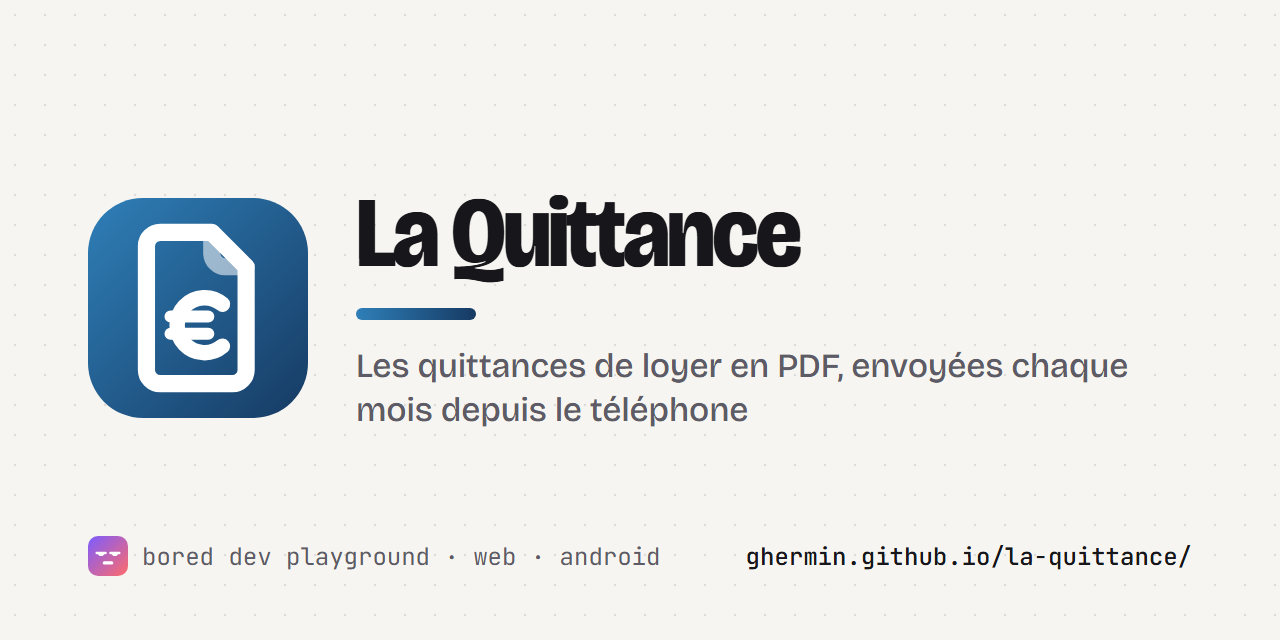 La Quittance
€
Les quittances de loyer en PDF, envoyées chaque
mois depuis le téléphone
bored dev playground · web · android
ghermin.github.io/la-quittance/